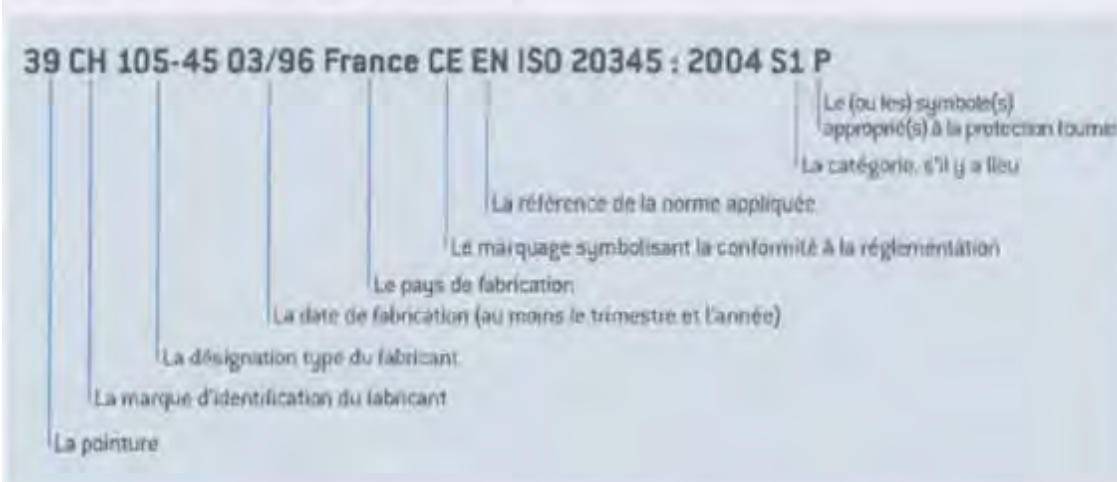 39 CH 105-45 03/96 France CE EN ISO 20345 : 2004 S1 P
Le (ou les) symbole(s)
approprié(s) à la protection fournie
La catégorie, s'il y a lieu
La référence de la norme appliquée
Le marquage symbolisant la conformité à la réglementation
Le pays de fabrication
La date de fabrication (au moins le trimestre et l'année)
La désignation type du fabricant
La marque d'identification du fabricant
La pointure